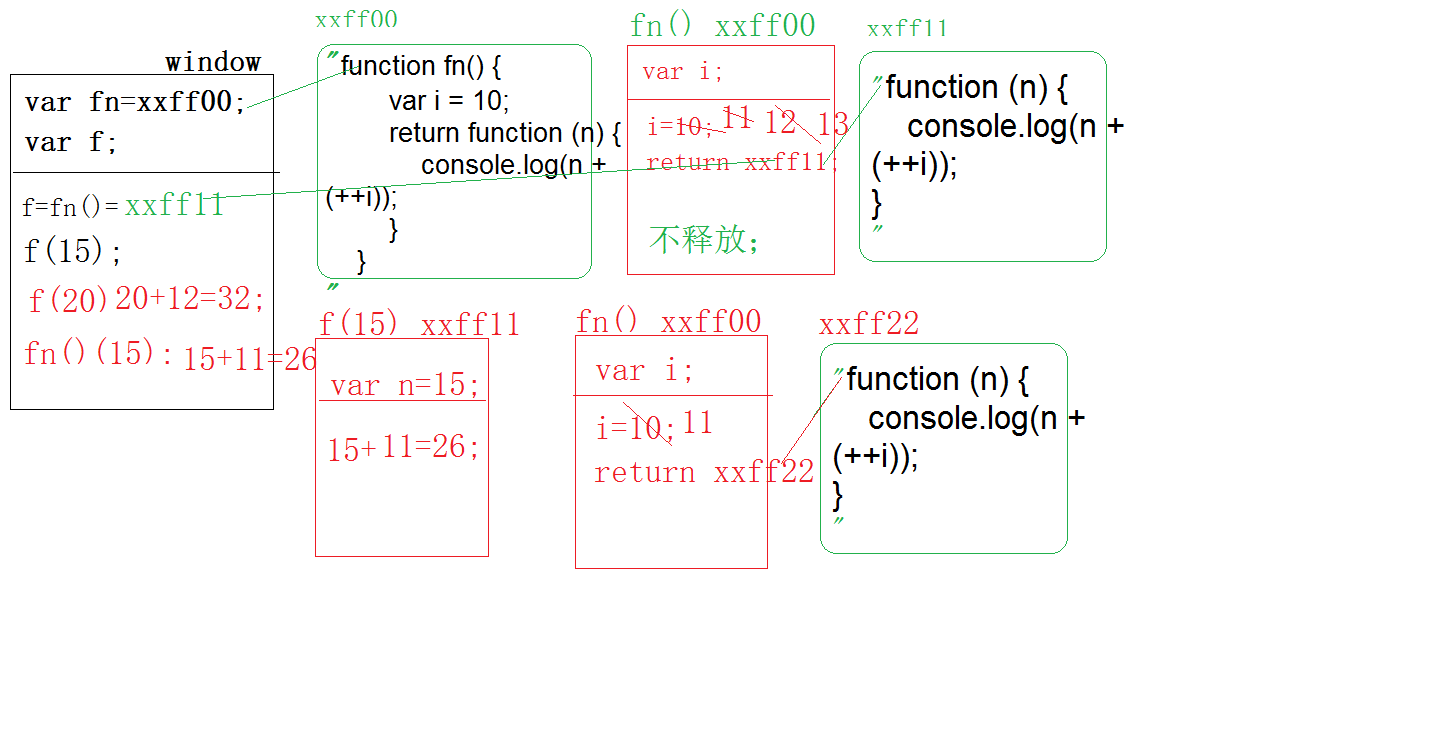 window
var fn=xxff00;
var f;
f=fn()=xxff11
f(15);
f(20)20+12=32;
fn()(15):15+11=26
xxff00
"function fn() {
var i = 10;
return function (n) {
console.log(n +
(++i));
}
}
"
fn() xxff00
var i;
i=10; 11 12 13
return xxff11;
不释放;
xxff11
"function (n) {
console.log(n +
(++i));
}
"
f(15) xxff11
var n=15;
15+11=26;
fn() xxff00
var i;
i=10;11
return xxff22
xxff22
"function (n) {
console.log(n +
(++i));
}
"